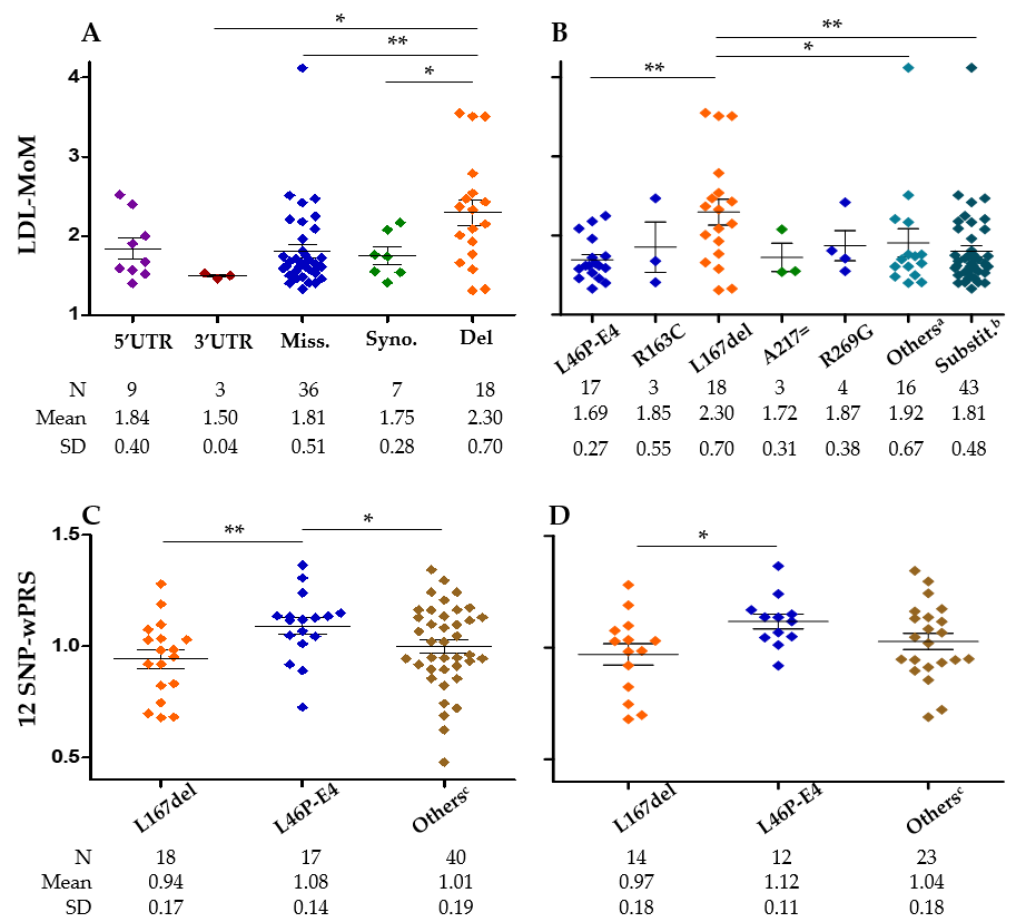 A
*
**
*
LDL-MoM
4
3
2
1
5′UTR 3′UTR Miss. Syno. Del
N 9 3 36 7 18
Mean 1.84 1.50 1.81 1.75 2.30
SD 0.40 0.04 0.51 0.28 0.70
B
**
*
**
L46P-E4 R163C L167del A217= R269G Othersᵃ Substit.ᵇ
17 3 18 3 4 16 43
1.69 1.85 2.30 1.72 1.87 1.92 1.81
0.27 0.55 0.70 0.31 0.38 0.67 0.48
C
** *
12 SNP-wPRS
1.5
1.0
0.5
L167del L46P-E4 Othersᶜ
N 18 17 40
Mean 0.94 1.08 1.01
SD 0.17 0.14 0.19
D
*
L167del L46P-E4 Othersᶜ
14 12 23
0.97 1.12 1.04
0.18 0.11 0.18